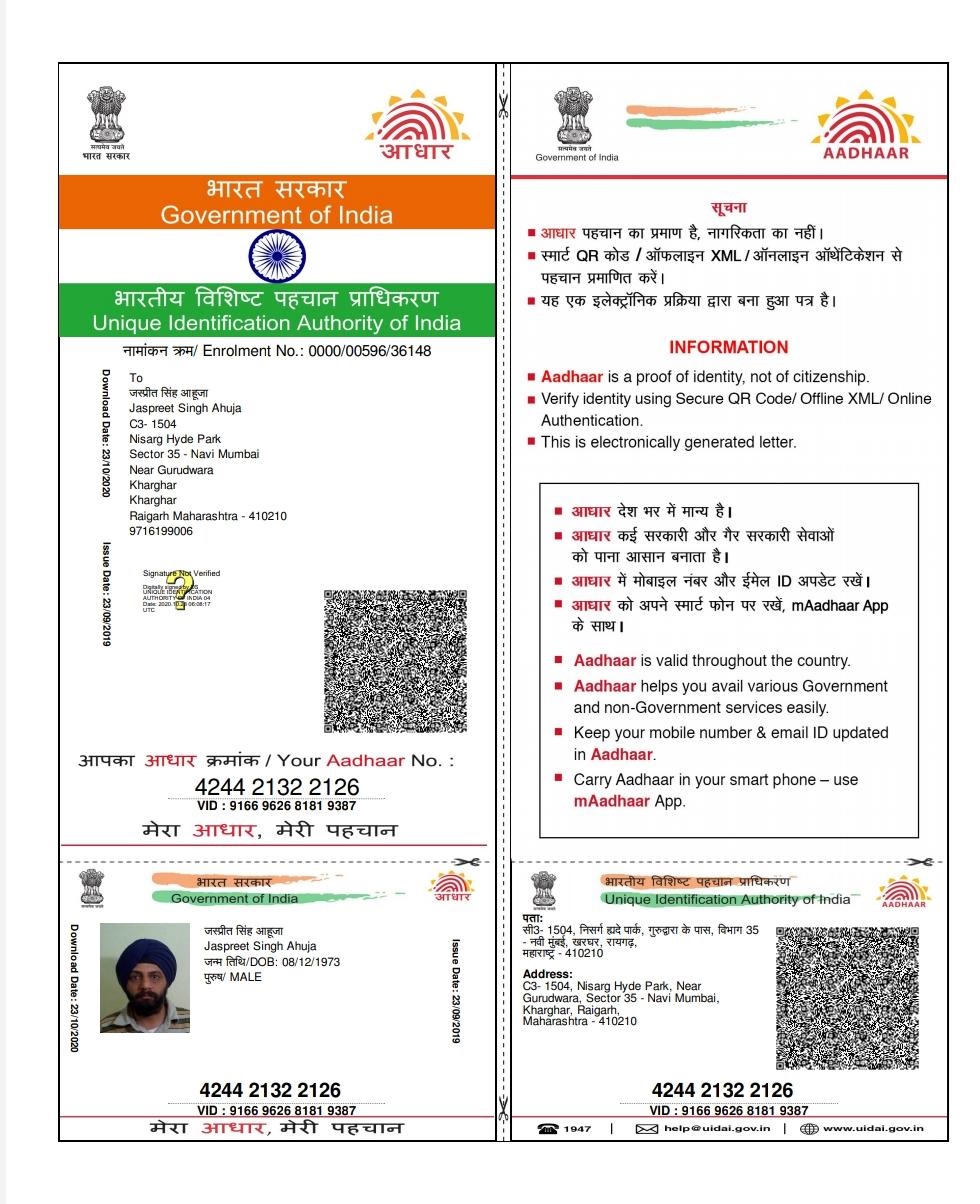 सत्यमेव जयते
भारत सरकार
आधार
भारत सरकार
Government of India
भारतीय विशिष्ट पहचान प्राधिकरण
Unique Identification Authority of India
नामांकन क्रम/ Enrolment No.: 0000/00596/36148
Download Date: 23/10/2020
To
जस्प्रीत सिंह आहूजा
Jaspreet Singh Ahuja
C3- 1504
Nisarg Hyde Park
Sector 35 - Navi Mumbai
Near Gurudwara
Kharghar
Kharghar
Raigarh Maharashtra - 410210
9716199006
Issue Date: 23/09/2019
Signature Not Verified
Digitally signed by DS
UNIQUE IDENTIFICATION
AUTHORITY OF INDIA 04
Date: 2020.10.23 06:08:17
UTC
आपका आधार क्रमांक / Your Aadhaar No. :
4244 2132 2126
VID : 9166 9626 8181 9387
मेरा आधार, मेरी पहचान
सत्यमेव जयते
Government of India
AADHAAR
सूचना
आधार पहचान का प्रमाण है, नागरिकता का नहीं।
स्मार्ट QR कोड / ऑफलाइन XML / ऑनलाइन ऑथेंटिकेशन से
पहचान प्रमाणित करें।
यह एक इलेक्ट्रॉनिक प्रक्रिया द्वारा बना हुआ पत्र है।
INFORMATION
Aadhaar is a proof of identity, not of citizenship.
Verify identity using Secure QR Code/ Offline XML/ Online
Authentication.
This is electronically generated letter.
आधार देश भर में मान्य है।
आधार कई सरकारी और गैर सरकारी सेवाओं
को पाना आसान बनाता है।
आधार में मोबाइल नंबर और ईमेल ID अपडेट रखें।
आधार को अपने स्मार्ट फोन पर रखें, mAadhaar App
के साथ।
Aadhaar is valid throughout the country.
Aadhaar helps you avail various Government
and non-Government services easily.
Keep your mobile number & email ID updated
in Aadhaar.
Carry Aadhaar in your smart phone – use
mAadhaar App.
भारत सरकार
Government of India
आधार
Download Date: 23/10/2020
जस्प्रीत सिंह आहूजा
Jaspreet Singh Ahuja
जन्म तिथि/DOB: 08/12/1973
पुरुष/ MALE
Issue Date: 23/09/2019
4244 2132 2126
VID : 9166 9626 8181 9387
मेरा आधार, मेरी पहचान
भारतीय विशिष्ट पहचान प्राधिकरण
Unique Identification Authority of India
AADHAAR
पता:
सी3- 1504, निसर्ग ह्यदे पार्क, गुरुद्वारा के पास, विभाग 35
- नवी मुंबई, खरघर, रायगढ़,
महाराष्ट्र - 410210
Address:
C3- 1504, Nisarg Hyde Park, Near
Gurudwara, Sector 35 - Navi Mumbai,
Kharghar, Raigarh,
Maharashtra - 410210
4244 2132 2126
VID : 9166 9626 8181 9387
1947 | help@uidai.gov.in | www.uidai.gov.in